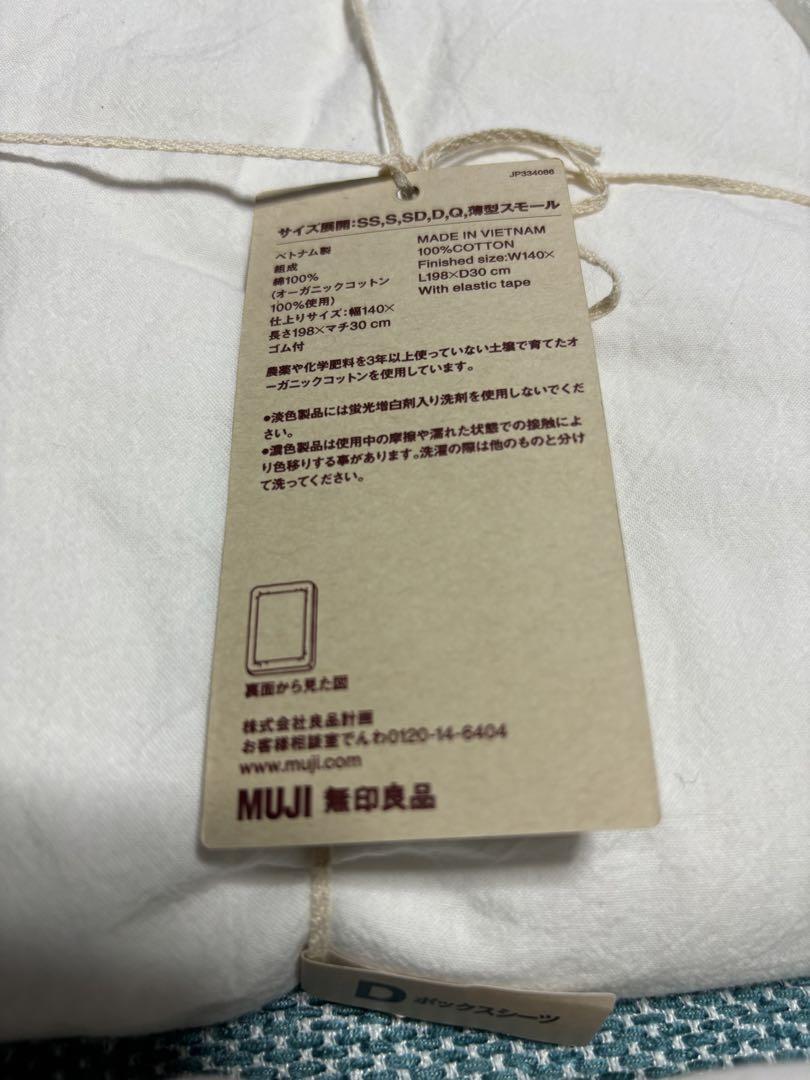 JP334086
サイズ展開:SS,S,SD,D,Q,薄型スモール
ベトナム製
組成
綿100%
(オーガニックコットン
100%使用)
仕上りサイズ:幅140×
長さ198×マチ30 cm
ゴム付
MADE IN VIETNAM
100%COTTON
Finished size:W140×
L198×D30 cm
With elastic tape
農薬や化学肥料を3年以上使っていない土壌で育てたオ
ーガニックコットンを使用しています。
●淡色製品には蛍光増白剤入り洗剤を使用しないでくだ
さい。
●濃色製品は使用中の摩擦や濡れた状態での接触によ
り色移りする事があります。洗濯の際は他のものと分け
て洗ってください。
裏面から見た図
株式会社良品計画
お客様相談室でんわ0120-14-6404
www.muji.com
MUJI 無印良品
D ボックスシーツ